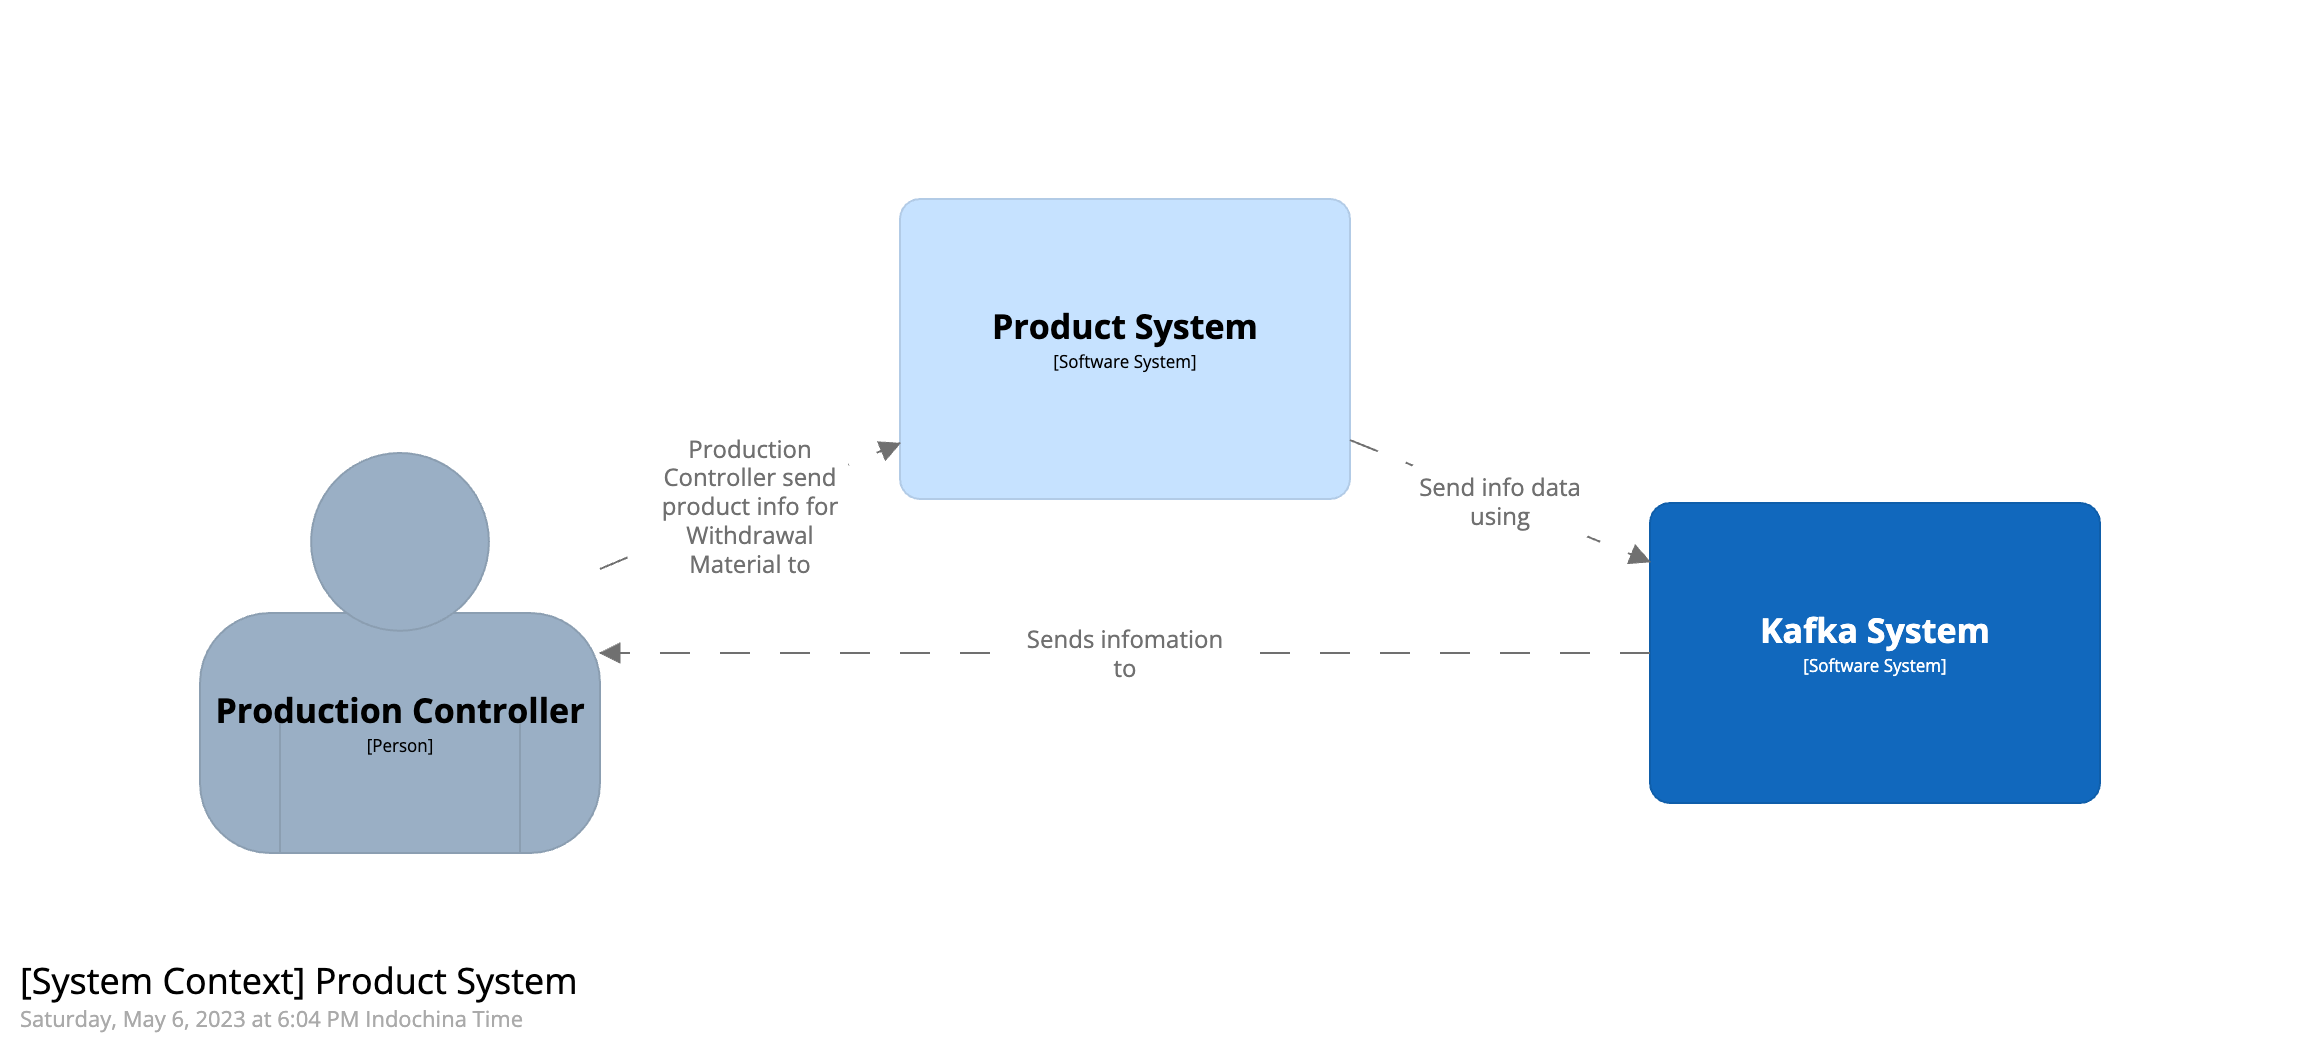 Product System
[Software System]
Production
Controller send
product info for
Withdrawal
Material to
Send info data
using
Sends infomation
to
Kafka System
[Software System]
Production Controller
[Person]
[System Context] Product System
Saturday, May 6, 2023 at 6:04 PM Indochina Time